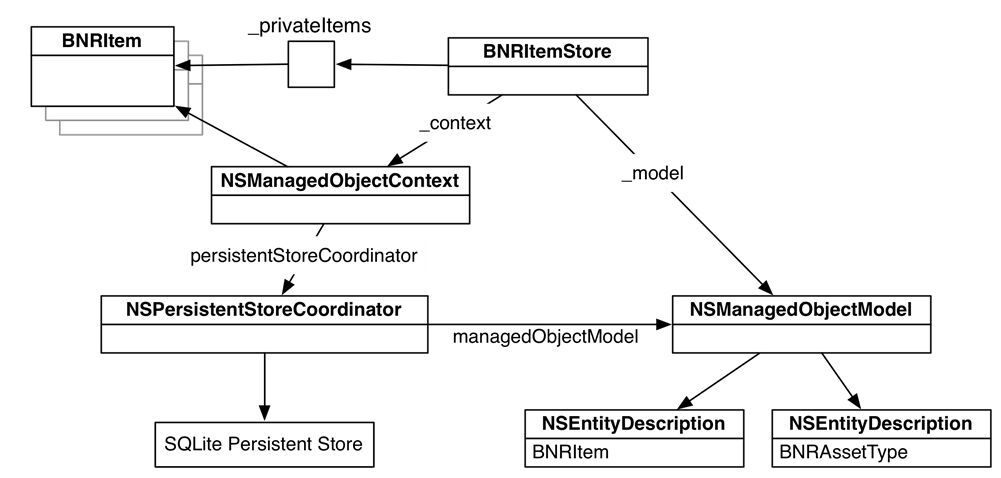 _privateItems
BNRItem
BNRItemStore
_context
_model
NSManagedObjectContext
persistentStoreCoordinator
NSPersistentStoreCoordinator
NSManagedObjectModel
managedObjectModel
NSEntityDescription
BNRItem
NSEntityDescription
BNRAssetType
SQLite Persistent Store